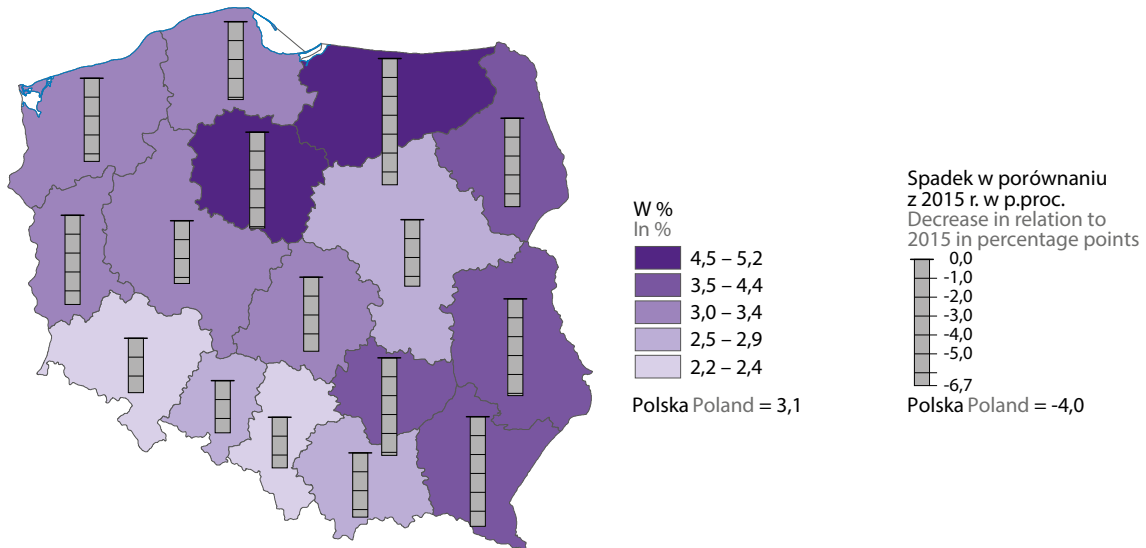 W %
In %
4,5 – 5,2
3,5 – 4,4
3,0 – 3,4
2,5 – 2,9
2,2 – 2,4
Polska Poland = 3,1
Spadek w porównaniu
z 2015 r. w p.proc.
Decrease in relation to
2015 in percentage points
0,0
-1,0
-2,0
-3,0
-4,0
-5,0
-6,7
Polska Poland = -4,0